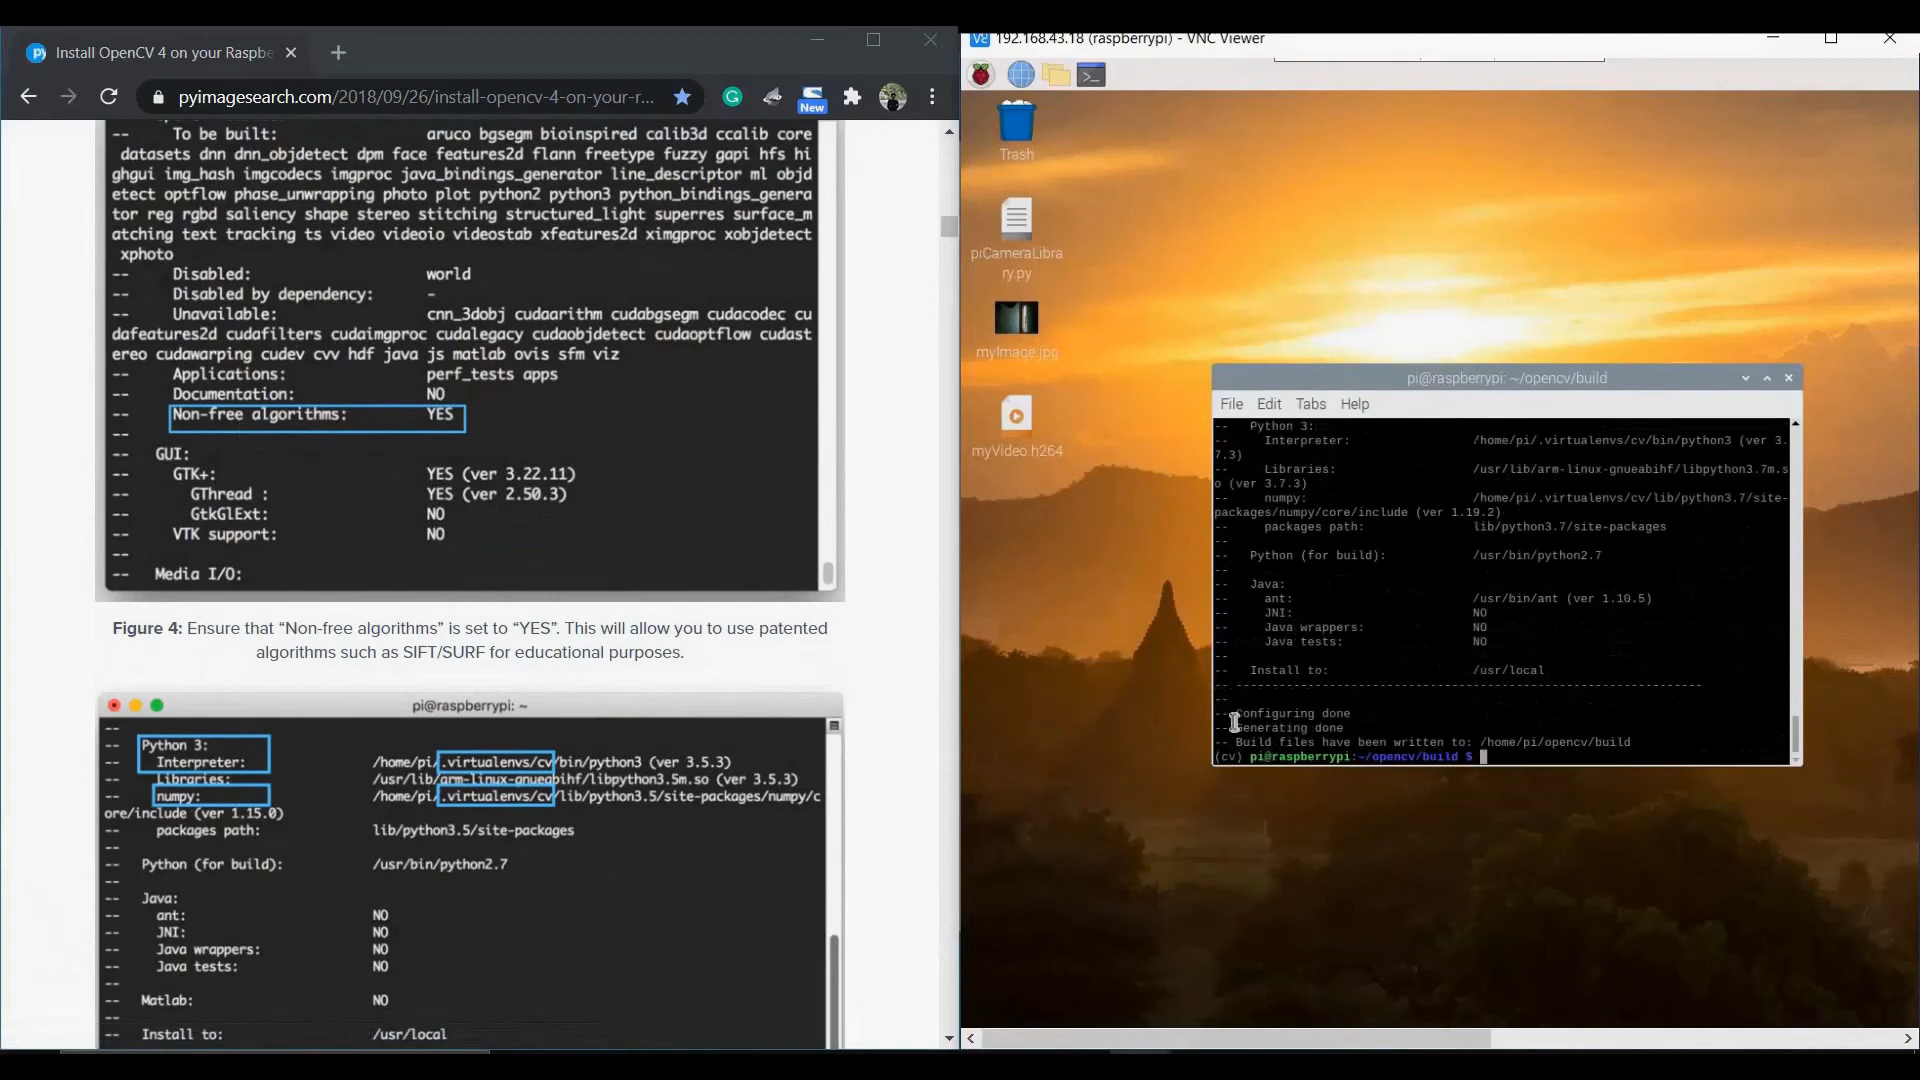 Install OpenCV 4 on your Raspbe
pyimagesearch.com/2018/09/26/install-opencv-4-on-your-r...
New
-- To be built: aruco bgsegm bioinspired calib3d ccalib core
datasets dnn dnn_objdetect dpm face features2d flann freetype fuzzy gapi hfs hi
ghgui img_hash imgcodecs imgproc java_bindings_generator line_descriptor ml objd
etect optflow phase_unwrapping photo plot python2 python3 python_bindings_genera
tor reg rgbd saliency shape stereo stitching structured_light superres surface_m
atching text tracking ts video videoio videostab xfeatures2d ximgproc xobjdetect
xphoto
-- Disabled: world
-- Disabled by dependency: -
-- Unavailable: cnn_3dobj cudaarithm cudabgsegm cudacodec cu
dafeatures2d cudafilters cudaimgproc cudalegacy cudaobjdetect cudaoptflow cudast
ereo cudawarping cudev cvv hdf java js matlab ovis sfm viz
-- Applications: perf_tests apps
-- Documentation: NO
-- Non-free algorithms: YES
--
-- GUI:
-- GTK+: YES (ver 3.22.11)
-- GThread : YES (ver 2.50.3)
-- GtkGlExt: NO
-- VTK support: NO
--
-- Media I/O:
Figure 4: Ensure that “Non-free algorithms” is set to “YES”. This will allow you to use patented
algorithms such as SIFT/SURF for educational purposes.
pi@raspberrypi: ~
--
-- Python 3:
-- Interpreter: /home/pi/.virtualenvs/cv/bin/python3 (ver 3.5.3)
-- Libraries: /usr/lib/arm-linux-gnueabihf/libpython3.5m.so (ver 3.5.3)
-- numpy: /home/pi/.virtualenvs/cv/lib/python3.5/site-packages/numpy/c
ore/include (ver 1.15.0)
-- packages path: lib/python3.5/site-packages
--
-- Python (for build): /usr/bin/python2.7
--
-- Java:
-- ant: NO
-- JNI: NO
-- Java wrappers: NO
-- Java tests: NO
--
-- Matlab: NO
--
-- Install to: /usr/local
192.168.43.18 (raspberrypi) - VNC Viewer
Trash
piCameraLibra
ry.py
myImage.jpg
myVideo.h264
pi@raspberrypi: ~/opencv/build
File Edit Tabs Help
-- Python 3:
-- Interpreter: /home/pi/.virtualenvs/cv/bin/python3 (ver 3.
7.3)
-- Libraries: /usr/lib/arm-linux-gnueabihf/libpython3.7m.s
o (ver 3.7.3)
-- numpy: /home/pi/.virtualenvs/cv/lib/python3.7/site-
packages/numpy/core/include (ver 1.19.2)
-- packages path: lib/python3.7/site-packages
--
-- Python (for build): /usr/bin/python2.7
--
-- Java:
-- ant: /usr/bin/ant (ver 1.10.5)
-- JNI: NO
-- Java wrappers: NO
-- Java tests: NO
--
-- Install to: /usr/local
-- -----------------------------------------------------------------
--
-- Configuring done
-- Generating done
-- Build files have been written to: /home/pi/opencv/build
(cv) pi@raspberrypi:~/opencv/build $